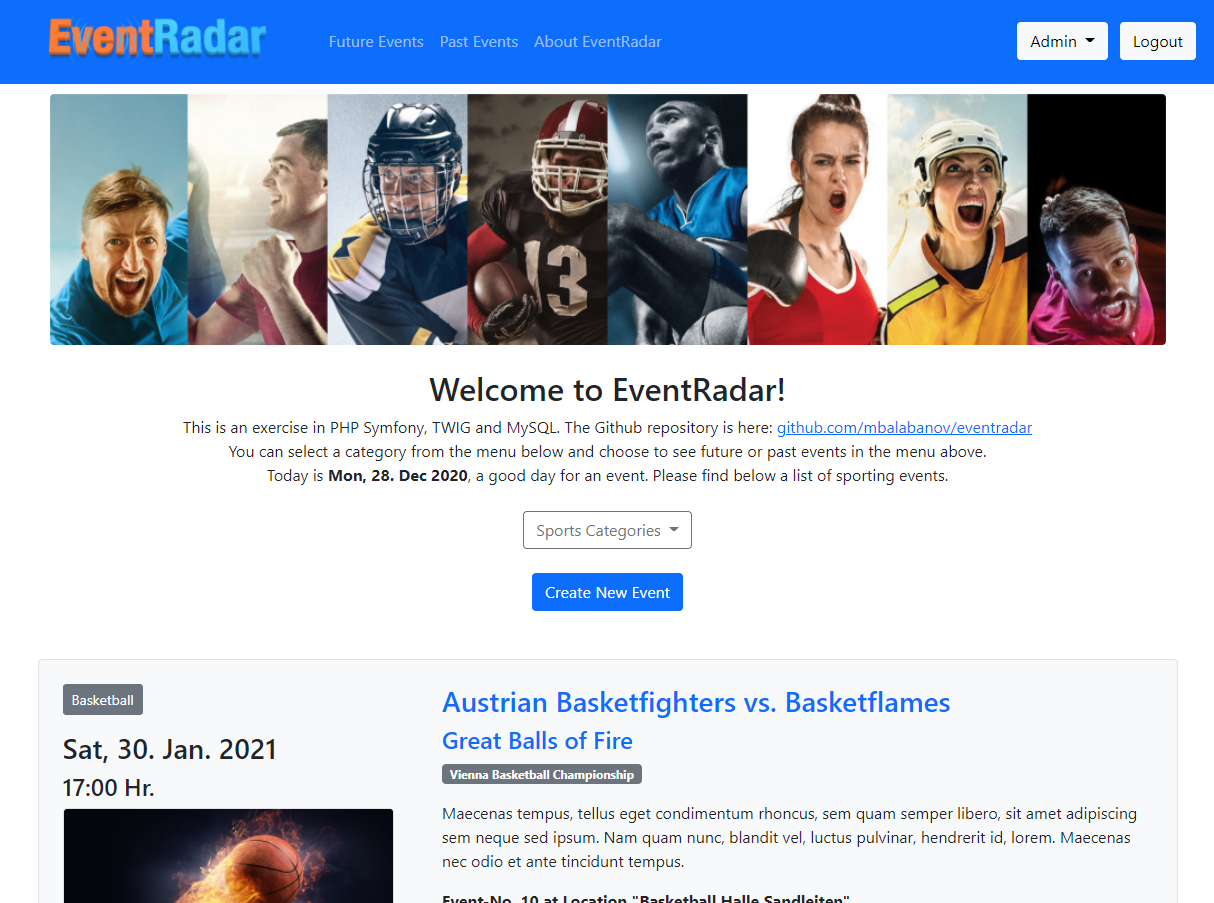 EventRadar
Future Events Past Events About EventRadar
Admin
Logout
13
Welcome to EventRadar!
This is an exercise in PHP Symfony, TWIG and MySQL. The Github repository is here: github.com/mbalabanov/eventradar
You can select a category from the menu below and choose to see future or past events in the menu above.
Today is Mon, 28. Dec 2020, a good day for an event. Please find below a list of sporting events.
Sports Categories
Create New Event
Basketball
Sat, 30. Jan. 2021
17:00 Hr.
Austrian Basketfighters vs. Basketflames
Great Balls of Fire
Vienna Basketball Championship
Maecenas tempus, tellus eget condimentum rhoncus, sem quam semper libero, sit amet adipiscing
sem neque sed ipsum. Nam quam nunc, blandit vel, luctus pulvinar, hendrerit id, lorem. Maecenas
nec odio et ante tincidunt tempus.
Event-No. 10 at Location "Basketball Halle Sandleiten"